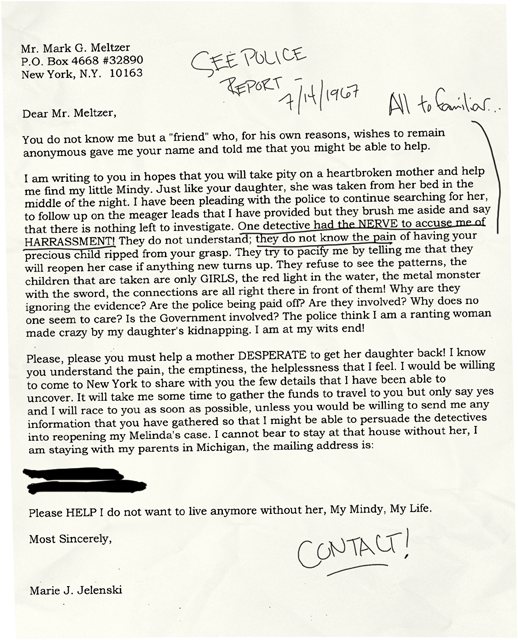 Mr. Mark G. Meltzer
P.O. Box 4668 #32890
New York, N.Y.  10163
SEE POLICE
REPORT -
7/14/1967
All to familiar...
Dear Mr. Meltzer,
You do not know me but a "friend" who, for his own reasons, wishes to remain
anonymous gave me your name and told me that you might be able to help.
I am writing to you in hopes that you will take pity on a heartbroken mother and help
me find my little Mindy. Just like your daughter, she was taken from her bed in the
middle of the night. I have been pleading with the police to continue searching for her,
to follow up on the meager leads that I have provided but they brush me aside and say
that there is nothing left to investigate. One detective had the NERVE to accuse me of
HARRASSMENT! They do not understand; they do not know the pain of having your
precious child ripped from your grasp. They try to pacify me by telling me that they
will reopen her case if anything new turns up. They refuse to see the patterns, the
children that are taken are only GIRLS, the red light in the water, the metal monster
with the sword, the connections are all right there in front of them! Why are they
ignoring the evidence? Are the police being paid off? Are they involved? Why does no
one seem to care? Is the Government involved? The police think I am a ranting woman
made crazy by my daughter's kidnapping. I am at my wits end!
Please, please you must help a mother DESPERATE to get her daughter back! I know
you understand the pain, the emptiness, the helplessness that I feel. I would be willing
to come to New York to share with you the few details that I have been able to
uncover. It will take me some time to gather the funds to travel to you but only say yes
and I will race to you as soon as possible, unless you would be willing to send me any
information that you have gathered so that I might be able to persuade the detectives
into reopening my Melinda's case. I cannot bear to stay at that house without her, I
am staying with my parents in Michigan, the mailing address is:
Please HELP I do not want to live anymore without her, My Mindy, My Life.
Most Sincerely,
CONTACT!
Marie J. Jelenski